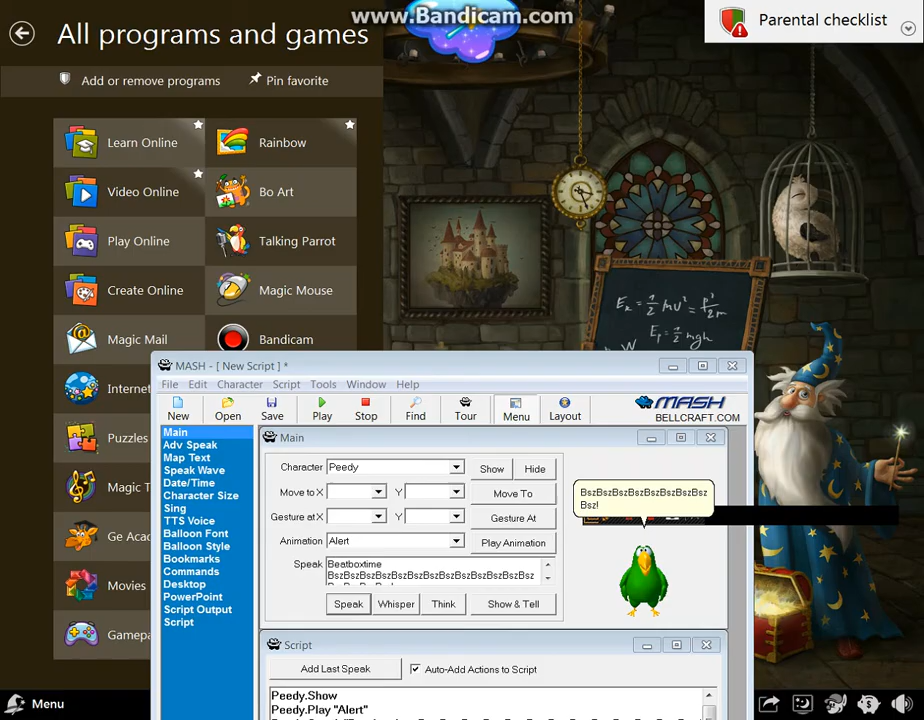 www.Bandicam.com
Parental checklist
All programs and games
Add or remove programs
Pin favorite
Learn Online
Rainbow
Video Online
Bo Art
Play Online
Talking Parrot
Create Online
Magic Mouse
Magic Mail
Bandicam
Internet
Puzzles
Magic T
Ge Acad
Movies
Gamepa
MASH - [ New Script ] *
File Edit Character Script Tools Window Help
New Open Save Play Stop Find Tour Menu Layout
MASH
BELLCRAFT.COM
Main
Adv Speak
Map Text
Speak Wave
Date/Time
Character Size
Sing
TTS Voice
Balloon Font
Balloon Style
Bookmarks
Commands
Desktop
PowerPoint
Script Output
Script
Main
Character Peedy Show Hide
Move to X Y Move To
Gesture at X Y Gesture At
Animation Alert Play Animation
Speak Beatboxtime
BszBszBszBszBszBszBszBszBszBszBszBszBsz
Speak Whisper Think Show & Tell
BszBszBszBszBszBszBszBsz
Bsz!
Script
Add Last Speak
Auto-Add Actions to Script
Peedy.Show
Peedy.Play "Alert"
Menu